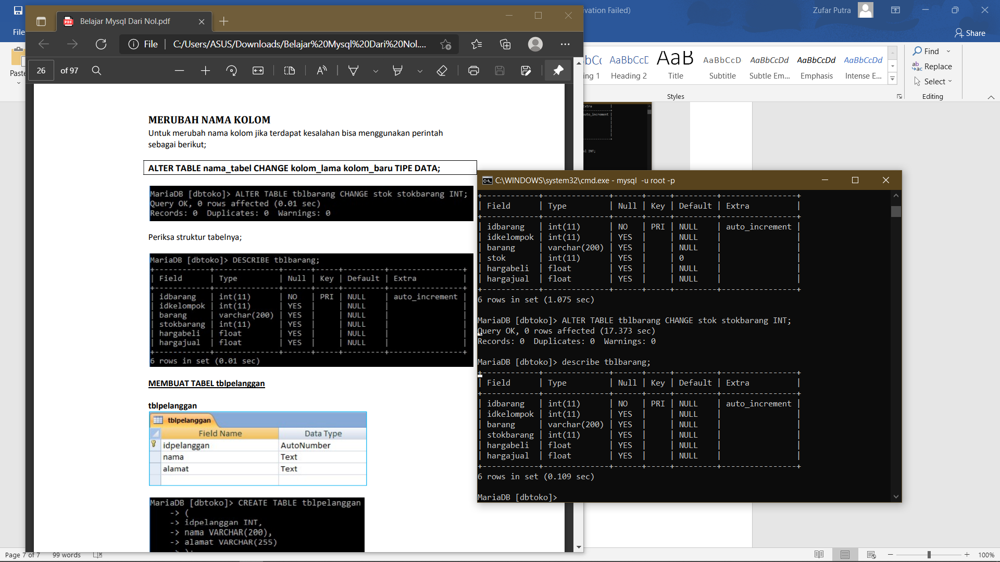 ivation Failed)
Zufar Putra
File
Share
Belajar Mysql Dari Nol.pdf
File
C:/Users/ASUS/Downloads/Belajar%20Mysql%20Dari%20Nol....
26 of 97
Paste
AaBbCcD AaB AaBbCcD AaBbCcDd AaBbCcDd AaBbCcDd
ing 1 Heading 2 Title Subtitle Subtle Em... Emphasis Intense E...
Styles
Find
Replace
Select
Editing
MERUBAH NAMA KOLOM
Untuk merubah nama kolom jika terdapat kesalahan bisa menggunakan perintah
sebagai berikut;
ALTER TABLE nama_tabel CHANGE kolom_lama kolom_baru TIPE DATA;
MariaDB [dbtoko]> ALTER TABLE tblbarang CHANGE stok stokbarang INT;
Query OK, 0 rows affected (0.01 sec)
Records: 0  Duplicates: 0  Warnings: 0
Periksa struktur tabelnya;
MariaDB [dbtoko]> DESCRIBE tblbarang;
+------------+--------------+------+-----+---------+----------------+
| Field      | Type         | Null | Key | Default | Extra          |
+------------+--------------+------+-----+---------+----------------+
| idbarang   | int(11)      | NO   | PRI | NULL    | auto_increment |
| idkelompok | int(11)      | YES  |     | NULL    |                |
| barang     | varchar(200) | YES  |     | NULL    |                |
| stokbarang | int(11)      | YES  |     | NULL    |                |
| hargabeli  | float        | YES  |     | NULL    |                |
| hargajual  | float        | YES  |     | NULL    |                |
+------------+--------------+------+-----+---------+----------------+
6 rows in set (0.01 sec)
MEMBUAT TABEL tblpelanggan
tblpelanggan
tblpelanggan
Field Name Data Type
idpelanggan AutoNumber
nama Text
alamat Text
MariaDB [dbtoko]> CREATE TABLE tblpelanggan
-> (
-> idpelanggan INT,
-> nama VARCHAR(200),
-> alamat VARCHAR(255)
-> );
Extra
auto_increment
INT;
C:\WINDOWS\system32\cmd.exe - mysql  -u root -p
+------------+--------------+------+-----+---------+----------------+
| Field      | Type         | Null | Key | Default | Extra          |
+------------+--------------+------+-----+---------+----------------+
| idbarang   | int(11)      | NO   | PRI | NULL    | auto_increment |
| idkelompok | int(11)      | YES  |     | NULL    |                |
| barang     | varchar(200) | YES  |     | NULL    |                |
| stok       | int(11)      | YES  |     | 0       |                |
| hargabeli  | float        | YES  |     | NULL    |                |
| hargajual  | float        | YES  |     | NULL    |                |
+------------+--------------+------+-----+---------+----------------+
6 rows in set (1.075 sec)
MariaDB [dbtoko]> ALTER TABLE tblbarang CHANGE stok stokbarang INT;
Query OK, 0 rows affected (17.373 sec)
Records: 0  Duplicates: 0  Warnings: 0
MariaDB [dbtoko]> describe tblbarang;
+------------+--------------+------+-----+---------+----------------+
| Field      | Type         | Null | Key | Default | Extra          |
+------------+--------------+------+-----+---------+----------------+
| idbarang   | int(11)      | NO   | PRI | NULL    | auto_increment |
| idkelompok | int(11)      | YES  |     | NULL    |                |
| barang     | varchar(200) | YES  |     | NULL    |                |
| stokbarang | int(11)      | YES  |     | NULL    |                |
| hargabeli  | float        | YES  |     | NULL    |                |
| hargajual  | float        | YES  |     | NULL    |                |
+------------+--------------+------+-----+---------+----------------+
6 rows in set (0.109 sec)
MariaDB [dbtoko]>
Page 7 of 7 99 words
100%